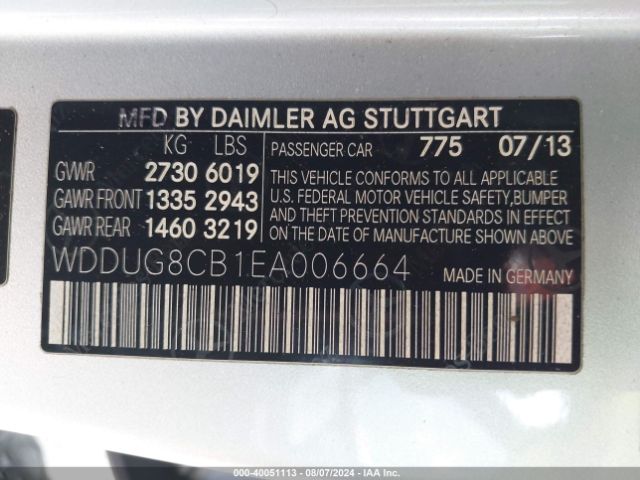 MFD BY DAIMLER AG STUTTGART
KG LBS
GWWR 2730 6019
GAWR FRONT 1335 2943
GAWR REAR 1460 3219
PASSENGER CAR 775 07/13
THIS VEHICLE CONFORMS TO ALL APPLICABLE
U.S. FEDERAL MOTOR VEHICLE SAFETY, BUMPER
AND THEFT PREVENTION STANDARDS IN EFFECT
ON THE DATE OF MANUFACTURE SHOWN ABOVE
WDDUG8CB1EA006664 MADE IN GERMANY
000-40051113 - 08/07/2024 - IAA Inc.